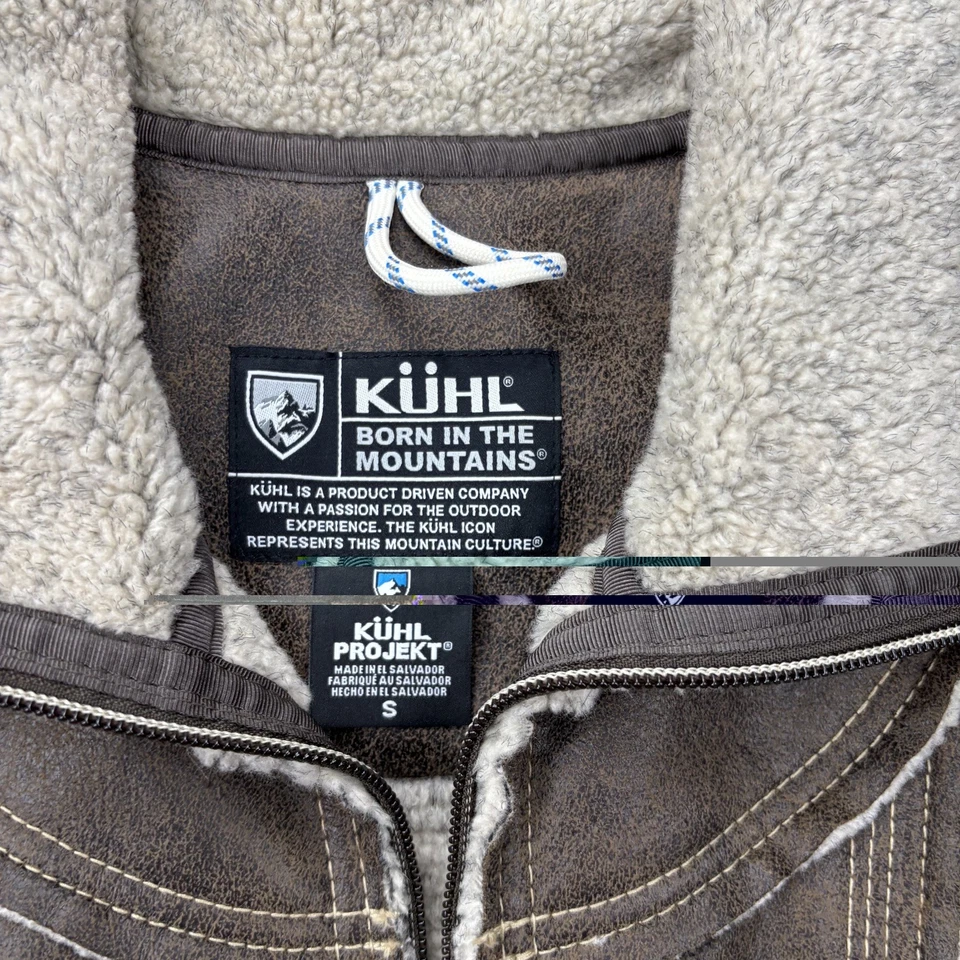 KÜHL®
BORN IN THE
MOUNTAINS®
KÜHL IS A PRODUCT DRIVEN COMPANY
WITH A PASSION FOR THE OUTDOOR
EXPERIENCE. THE KÜHL ICON
REPRESENTS THIS MOUNTAIN CULTURE®
KÜHL
PROJEKT®
MADE IN EL SALVADOR
FABRIQUÉ AU SALVADOR
HECHO EN EL SALVADOR
S